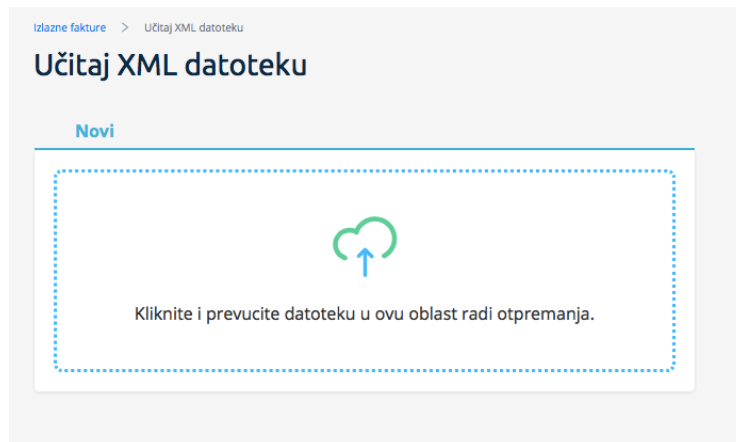 Izlazne fakture > Učitaj XML datoteku
Učitaj XML datoteku
Novi
Kliknite i prevucite datoteku u ovu oblast radi otpremanja.